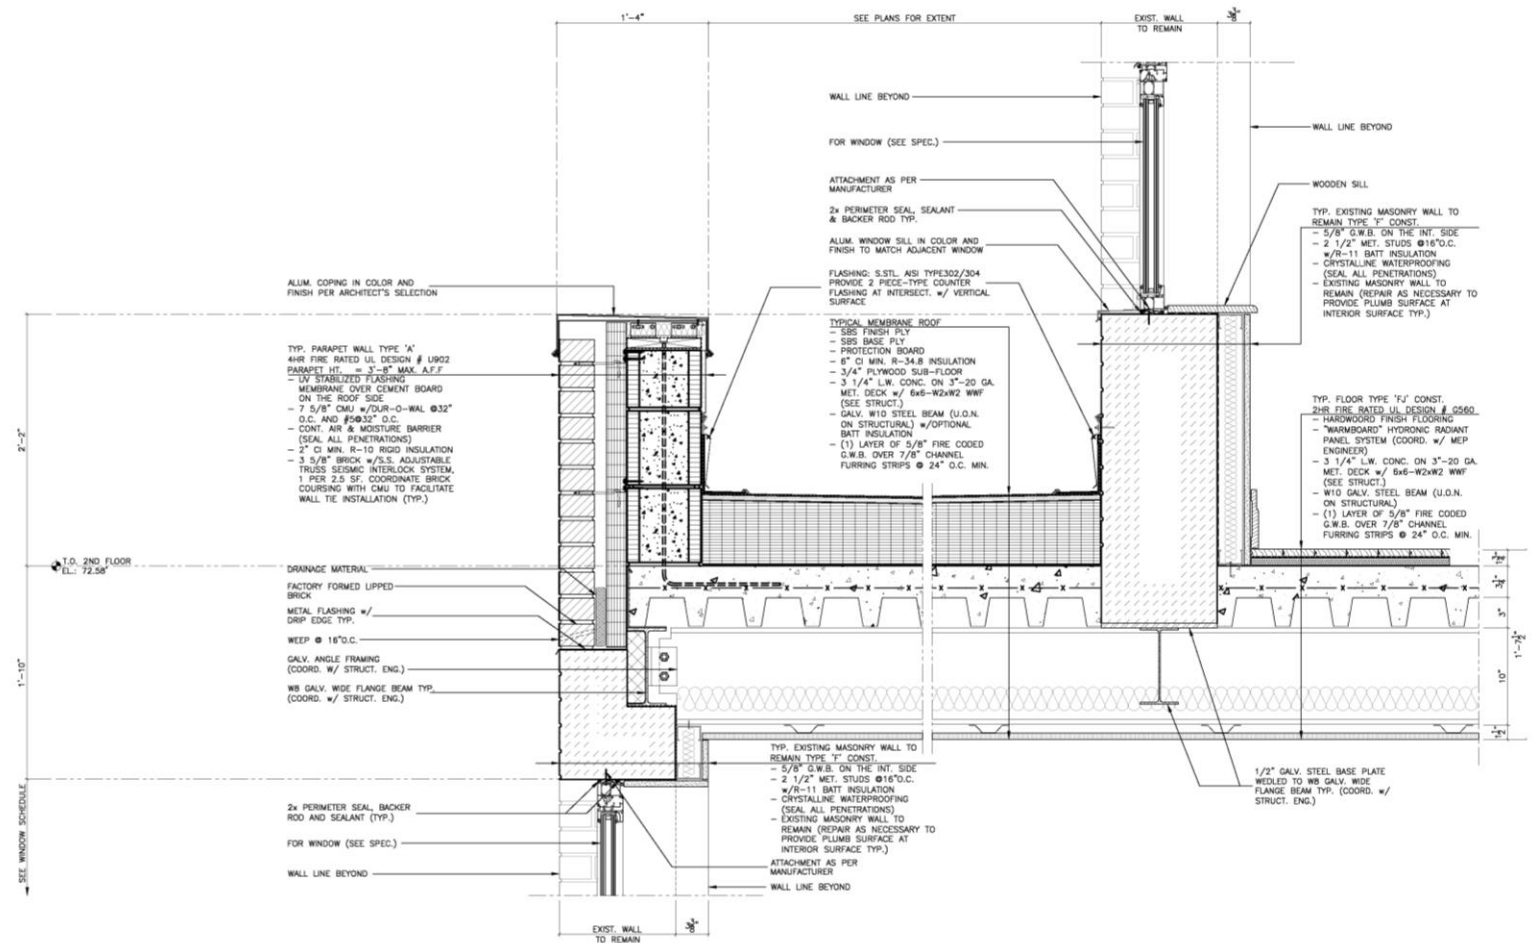 1'-4"
SEE PLANS FOR EXTENT
EXIST. WALL
TO REMAIN
WALL LINE BEYOND
FOR WINDOW (SEE SPEC.)
ATTACHMENT AS PER
MANUFACTURER
2x PERIMETER SEAL, SEALANT
& BACKER ROD TYP.
ALUM. WINDOW SILL IN COLOR AND
FINISH TO MATCH ADJACENT WINDOW
FLASHING: S.STL. AISI TYPE302/304
PROVIDE 2 PIECE-TYPE COUNTER
FLASHING AT INTERSECT. w/ VERTICAL
SURFACE
TYPICAL MEMBRANE ROOF
- SBS FINISH PLY
- SBS BASE PLY
- PROTECTION BOARD
- 6" CI MIN. R-34.8 INSULATION
- 3/4" PLYWOOD SUB-FLOOR
- 3 1/4" L.W. CONC. ON 3"-20 GA.
MET. DECK w/ 6x6-W2xW2 WWF
(SEE STRUCT.)
- GALV. W10 STEEL BEAM (U.O.N.
ON STRUCTURAL) w/OPTIONAL
BATT INSULATION
- (1) LAYER OF 5/8" FIRE CODED
G.W.B. OVER 7/8" CHANNEL
FURRING STRIPS @ 24" O.C. MIN.
WALL LINE BEYOND
WOODEN SILL
TYP. EXISTING MASONRY WALL TO
REMAIN TYPE 'F' CONST.
- 5/8" G.W.B. ON THE INT. SIDE
- 2 1/2" MET. STUDS @16"O.C.
w/R-11 BATT INSULATION
- CRYSTALLINE WATERPROOFING
(SEAL ALL PENETRATIONS)
- EXISTING MASONRY WALL TO
REMAIN (REPAIR AS NECESSARY TO
PROVIDE PLUMB SURFACE AT
INTERIOR SURFACE TYP.)
TYP. FLOOR TYPE 'FJ' CONST.
2HR FIRE RATED UL DESIGN # G560
- HARDWOORD FINISH FLOORING
- "WARMBOARD" HYDRONIC RADIANT
PANEL SYSTEM (COORD. w/ MEP
ENGINEER)
- 3 1/4" L.W. CONC. ON 3"-20 GA.
MET. DECK w/ 6x6-W2xW2 WWF
(SEE STRUCT.)
- W10 GALV. STEEL BEAM (U.O.N.
ON STRUCTURAL)
- (1) LAYER OF 5/8" FIRE CODED
G.W.B. OVER 7/8" CHANNEL
FURRING STRIPS @ 24" O.C. MIN.
ALUM. COPING IN COLOR AND
FINISH PER ARCHITECT'S SELECTION
TYP. PARAPET WALL TYPE 'A'
4HR FIRE RATED UL DESIGN # U902
PARAPET HT. = 3'-8" MAX. A.F.F
- UV STABILIZED FLASHING
MEMBRANE OVER CEMENT BOARD
ON THE ROOF SIDE
- 7 5/8" CMU w/DUR-O-WAL @32"
O.C. AND #5@32" O.C.
- CONT. AIR & MOISTURE BARRIER
(SEAL ALL PENETRATIONS)
- 2" CI MIN. R-10 RIGID INSULATION
- 3 5/8" BRICK w/S.S. ADJUSTABLE
TRUSS SEISMIC INTERLOCK SYSTEM,
1 PER 2.5 SF. COORDINATE BRICK
COURSING WITH CMU TO FACILITATE
WALL TIE INSTALLATION (TYP.)
2'-2"
T.O. 2ND FLOOR
EL.: 72.58'
DRAINAGE MATERIAL
FACTORY FORMED LIPPED
BRICK
METAL FLASHING w/
DRIP EDGE TYP.
WEEP @ 16"O.C.
GALV. ANGLE FRAMING
(COORD. W/ STRUCT. ENG.)
W8 GALV. WIDE FLANGE BEAM TYP.
(COORD. w/ STRUCT. ENG.)
1'-10"
3"
10"
1'-7 1/2"
TYP. EXISTING MASONRY WALL TO
REMAIN TYPE 'F' CONST.
- 5/8" G.W.B. ON THE INT. SIDE
- 2 1/2" MET. STUDS @16"O.C.
w/R-11 BATT INSULATION
- CRYSTALLINE WATERPROOFING
(SEAL ALL PENETRATIONS)
- EXISTING MASONRY WALL TO
REMAIN (REPAIR AS NECESSARY TO
PROVIDE PLUMB SURFACE AT
INTERIOR SURFACE TYP.)
ATTACHMENT AS PER
MANUFACTURER
WALL LINE BEYOND
1/2" GALV. STEEL BASE PLATE
WEDLED TO W8 GALV. WIDE
FLANGE BEAM TYP. (COORD. w/
STRUCT. ENG.)
2x PERIMETER SEAL, BACKER
ROD AND SEALANT (TYP.)
FOR WINDOW (SEE SPEC.)
WALL LINE BEYOND
SEE WINDOW SCHEDULE
EXIST. WALL
TO REMAIN